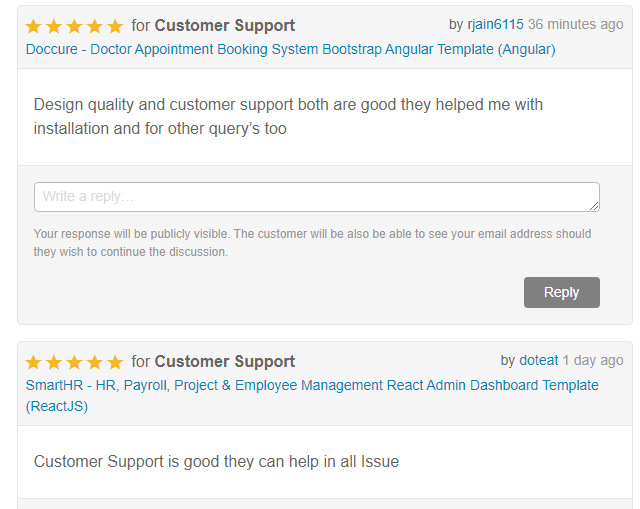 for Customer Support by rjain6115 36 minutes ago
Doccure - Doctor Appointment Booking System Bootstrap Angular Template (Angular)
Design quality and customer support both are good they helped me with
installation and for other query's too
Write a reply...
Your response will be publicly visible. The customer will be also be able to see your email address should
they wish to continue the discussion.
Reply
for Customer Support by doteat 1 day ago
SmartHR - HR, Payroll, Project & Employee Management React Admin Dashboard Template
(ReactJS)
Customer Support is good they can help in all Issue